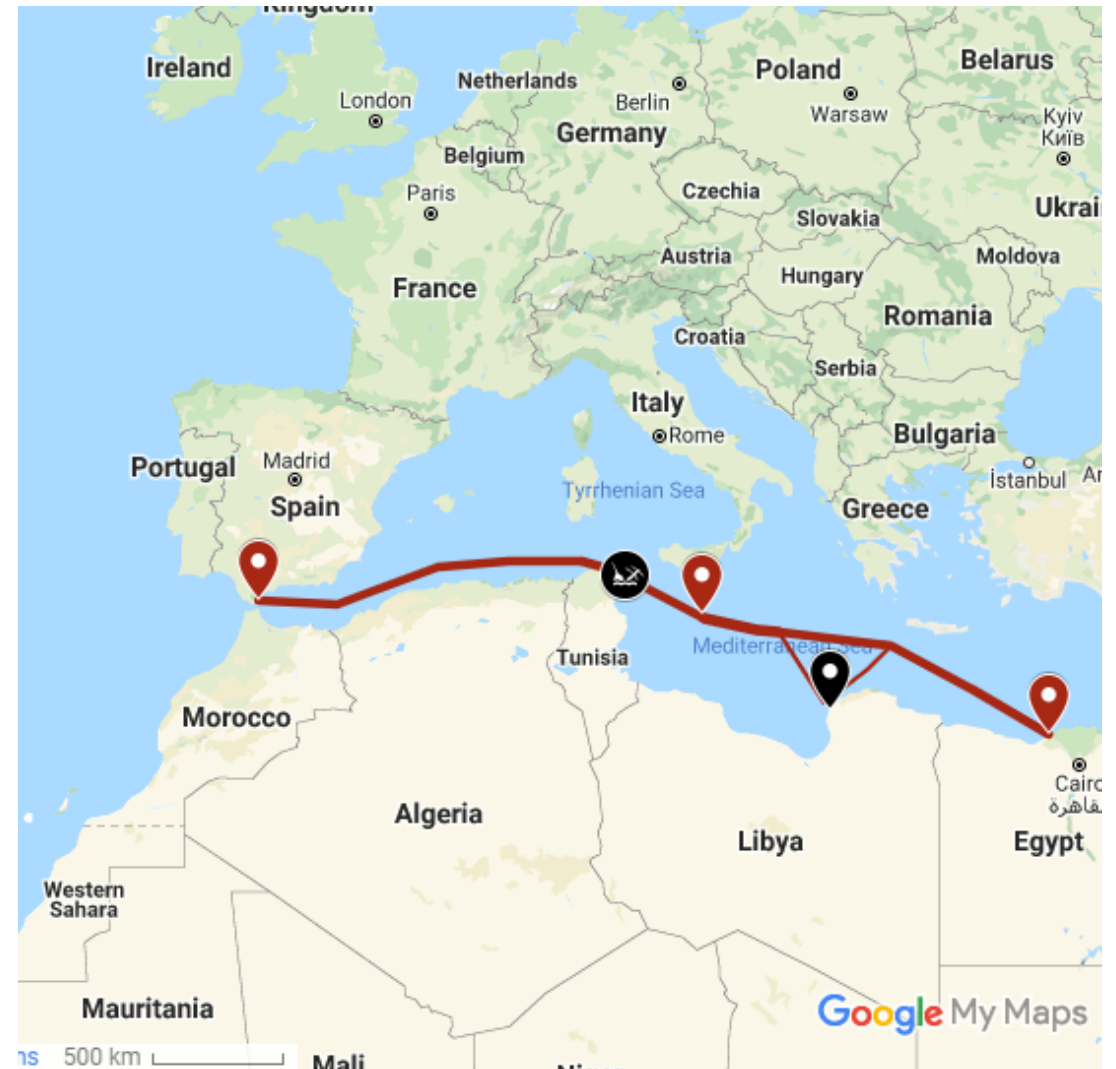 Kingdom
Ireland
Netherlands
London
Berlin
Poland
Warsaw
Belarus
Germany
Kyiv
Київ
Belgium
Paris
Czechia
Slovakia
Ukrai
Austria
Moldova
Hungary
France
Romania
Croatia
Serbia
Italy
Rome
Bulgaria
Portugal
Madrid
İstanbul
Spain
Tyrrhenian Sea
Greece
Mediterranean Sea
Tunisia
Morocco
Cairo
القاهرة
Algeria
Libya
Egypt
Western
Sahara
Mauritania
Google My Maps
500 km
Mali